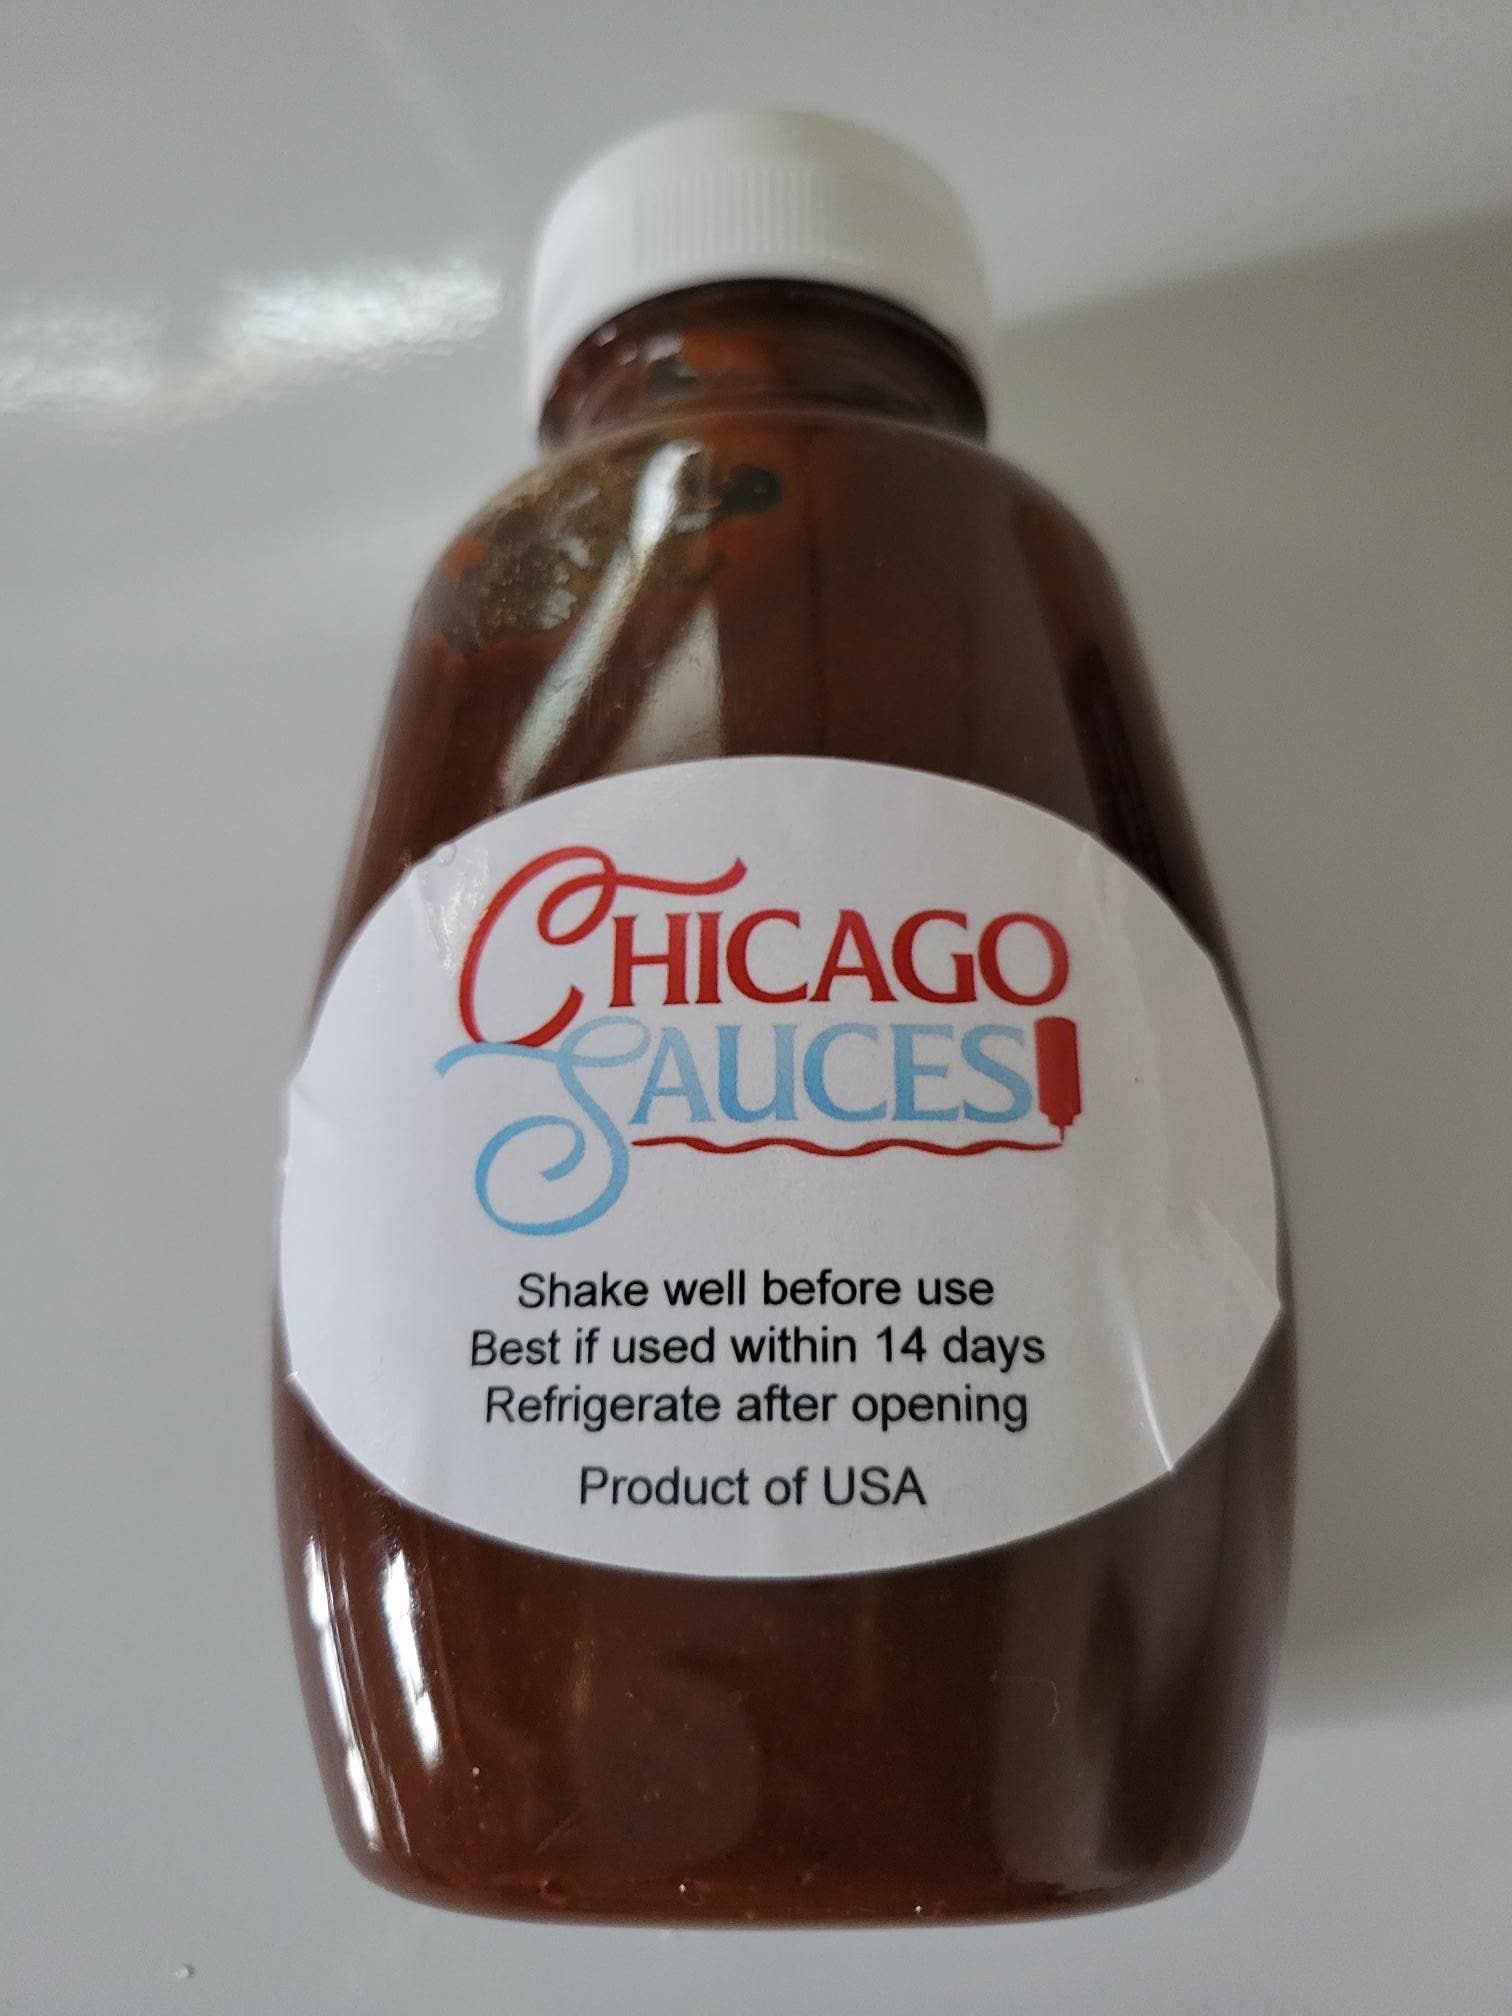 CHICAGO
SAUCES
Shake well before use
Best if used within 14 days
Refrigerate after opening
Product of USA